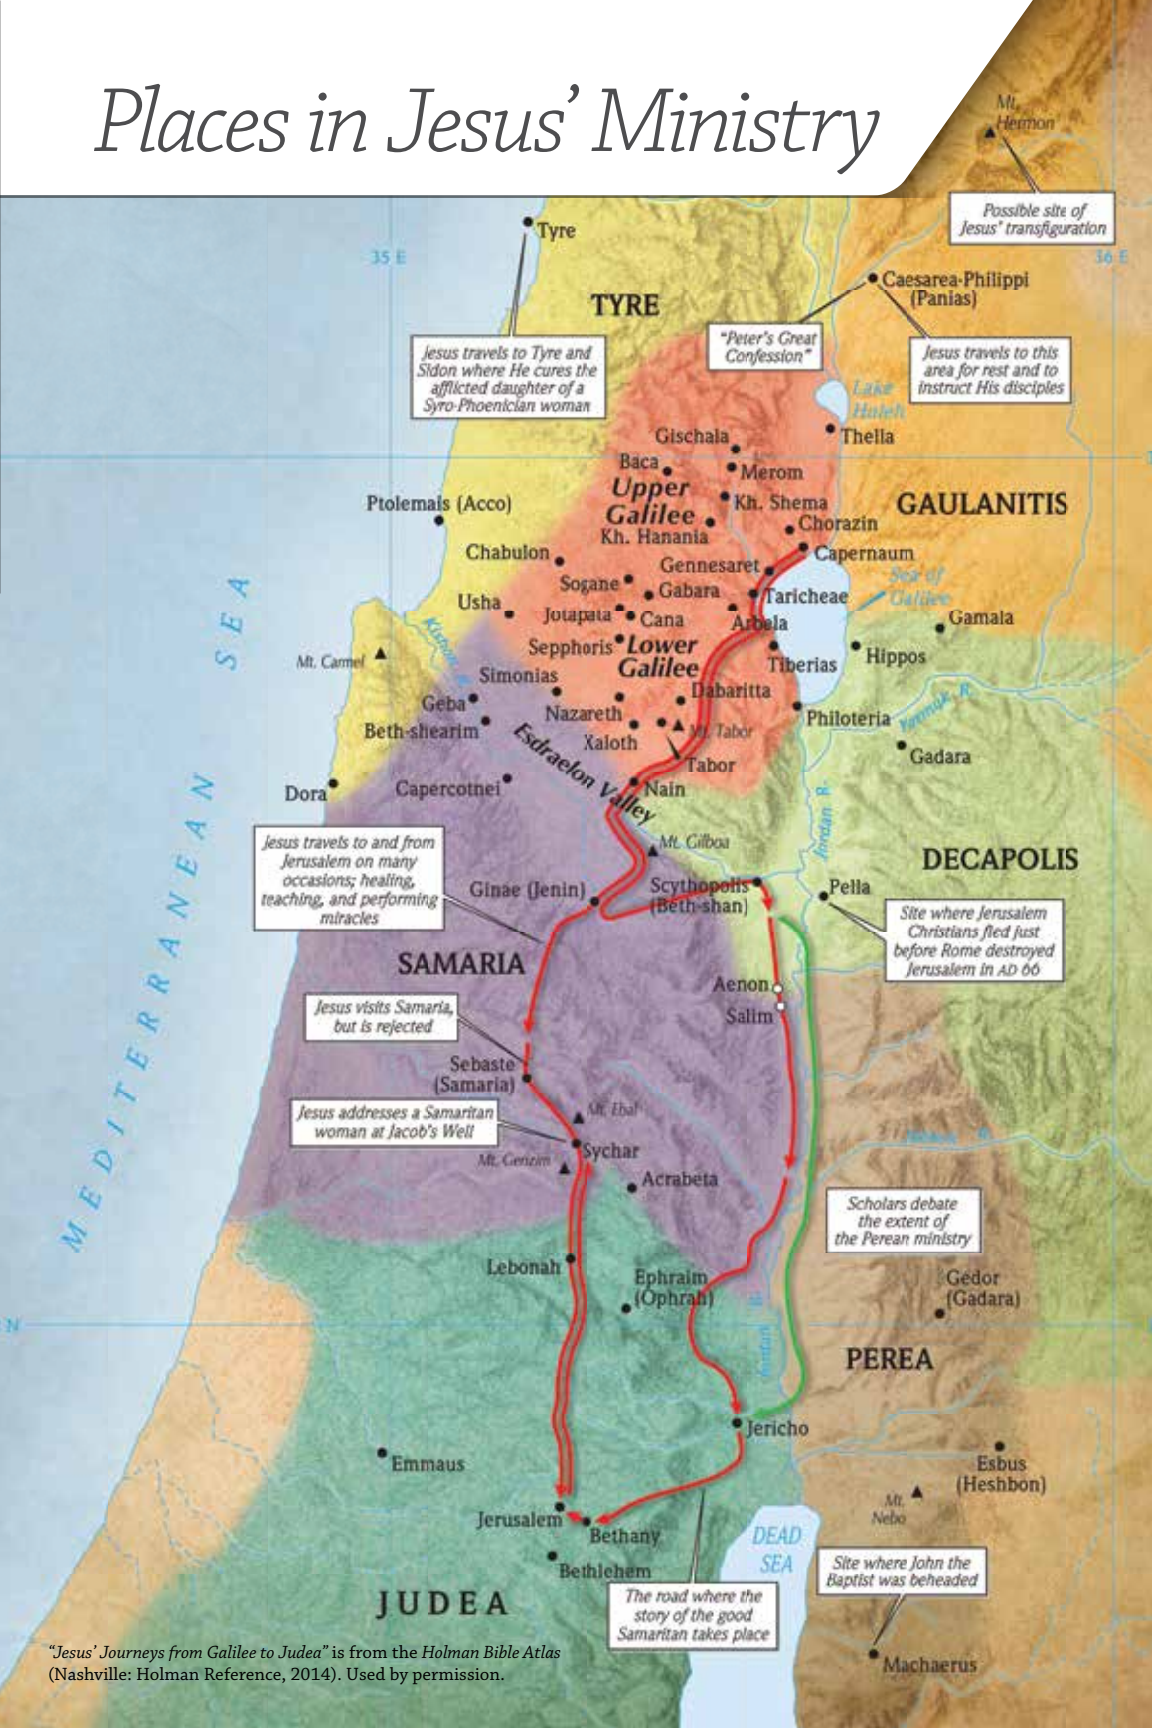 Places in Jesus’ Ministry
Mt.
Hermon
Possible site of
Jesus’ transfiguration
Tyre
35 E
36 E
Caesarea-Philippi
(Panias)
TYRE
“Peter’s Great
Confession”
Jesus travels to Tyre and
Sidon where He cures the
afflicted daughter of a
Syro-Phoenician woman
Jesus travels to this
area for rest and to
instruct His disciples
Lake
Huleh
Thella
Gischala
Baca
Merom
Upper
Galilee
Kh. Shema
GAULANITIS
Ptolemais (Acco)
Chorazin
Kh. Hanania
Chabulon
Capernaum
Gennesaret
Sea of
Galilee
Sogane
Gabara
Taricheae
Usha
Jotapata
Cana
Arbela
Gamala
Kishon
Sepphoris
Lower
Galilee
Tiberias
Hippos
Mt. Carmel
Simonias
Dabaritta
Geba
Nazareth
Philoteria
Yarmuk R.
Beth-shearim
Mt. Tabor
Xaloth
Esdraelon Valley
Gadara
Tabor
Dora
Capercotnei
Nain
Jordan R.
MEDITERRANEAN SEA
Jesus travels to and from
Jerusalem on many
occasions; healing,
teaching, and performing
miracles
Mt. Gilboa
DECAPOLIS
Ginae (Jenin)
Scythopolis
(Beth-shan)
Pella
Site where Jerusalem
Christians fled just
before Rome destroyed
Jerusalem in AD 66
SAMARIA
Aenon
Salim
Jesus visits Samaria,
but is rejected
Sebaste
(Samaria)
Jesus addresses a Samaritan
woman at Jacob’s Well
Mt. Ebal
Sychar
Mt. Gerizim
Acrabeta
Scholars debate
the extent of
the Perean ministry
Lebonah
Ephraim
(Ophrah)
Gedor
(Gadara)
N
Jordan R.
PEREA
Jericho
Emmaus
Esbus
(Heshbon)
Mt.
Nebo
Jerusalem
Bethany
DEAD
SEA
Bethlehem
Site where John the
Baptist was beheaded
JUDEA
The road where the
story of the good
Samaritan takes place
Machaerus
“Jesus’ Journeys from Galilee to Judea” is from the Holman Bible Atlas
(Nashville: Holman Reference, 2014). Used by permission.